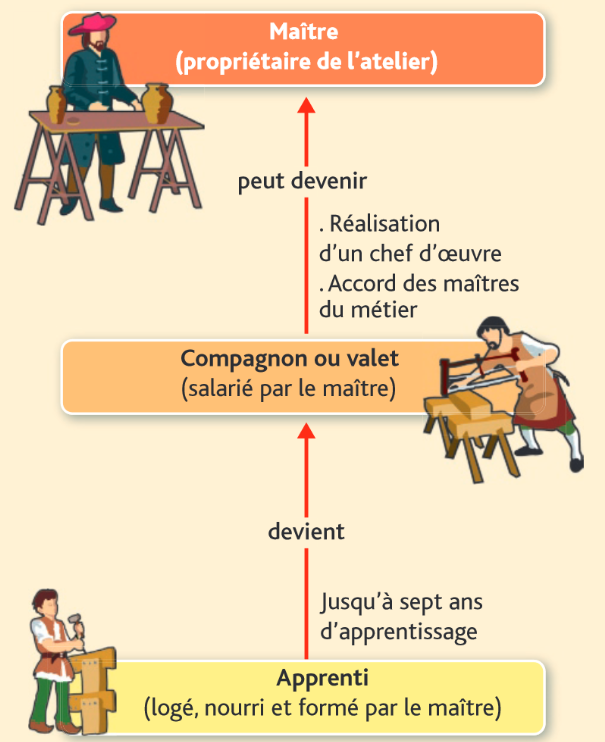 Maître
(propriétaire de l'atelier)
peut devenir
. Réalisation
d'un chef d'œuvre
. Accord des maîtres
du métier
Compagnon ou valet
(salarié par le maître)
devient
Jusqu'à sept ans
d'apprentissage
Apprenti
(logé, nourri et formé par le maître)